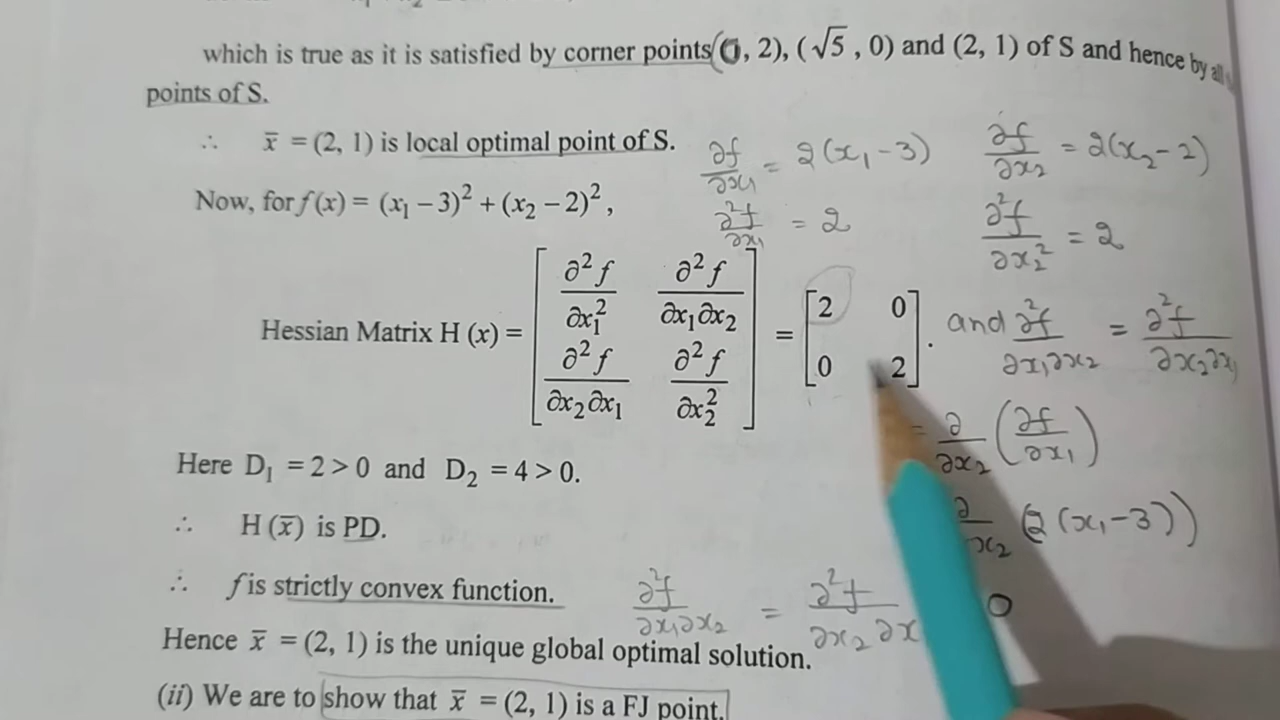 which is true as it is satisfied by corner points (0, 2), (√5, 0) and (2, 1) of S and hence by all
points of S.
∴ x̄ = (2, 1) is local optimal point of S.
∂f/∂x₁ = 2(x₁ − 3) ∂f/∂x₂ = 2(x₂ − 2)
Now, for f(x) = (x₁ − 3)² + (x₂ − 2)²,
∂²f/∂x₁ = 2 ∂²f/∂x₂² = 2
Hessian Matrix H (x) = [∂²f/∂x₁² ∂²f/∂x₁∂x₂; ∂²f/∂x₂∂x₁ ∂²f/∂x₂²] = [2 0; 0 2].
and ∂²f/∂x₁∂x₂ = ∂²f/∂x₂∂x₁
= ∂/∂x₂ (∂f/∂x₁)
Here D₁ = 2 > 0 and D₂ = 4 > 0.
∂/∂x₂ (2(x₁ − 3))
∴ H (x̄) is PD.
∴ f is strictly convex function.
∂²f/∂x₁∂x₂ = ∂²f/∂x₂∂x 0
Hence x̄ = (2, 1) is the unique global optimal solution.
(ii) We are to show that x̄ = (2, 1) is a FJ point.